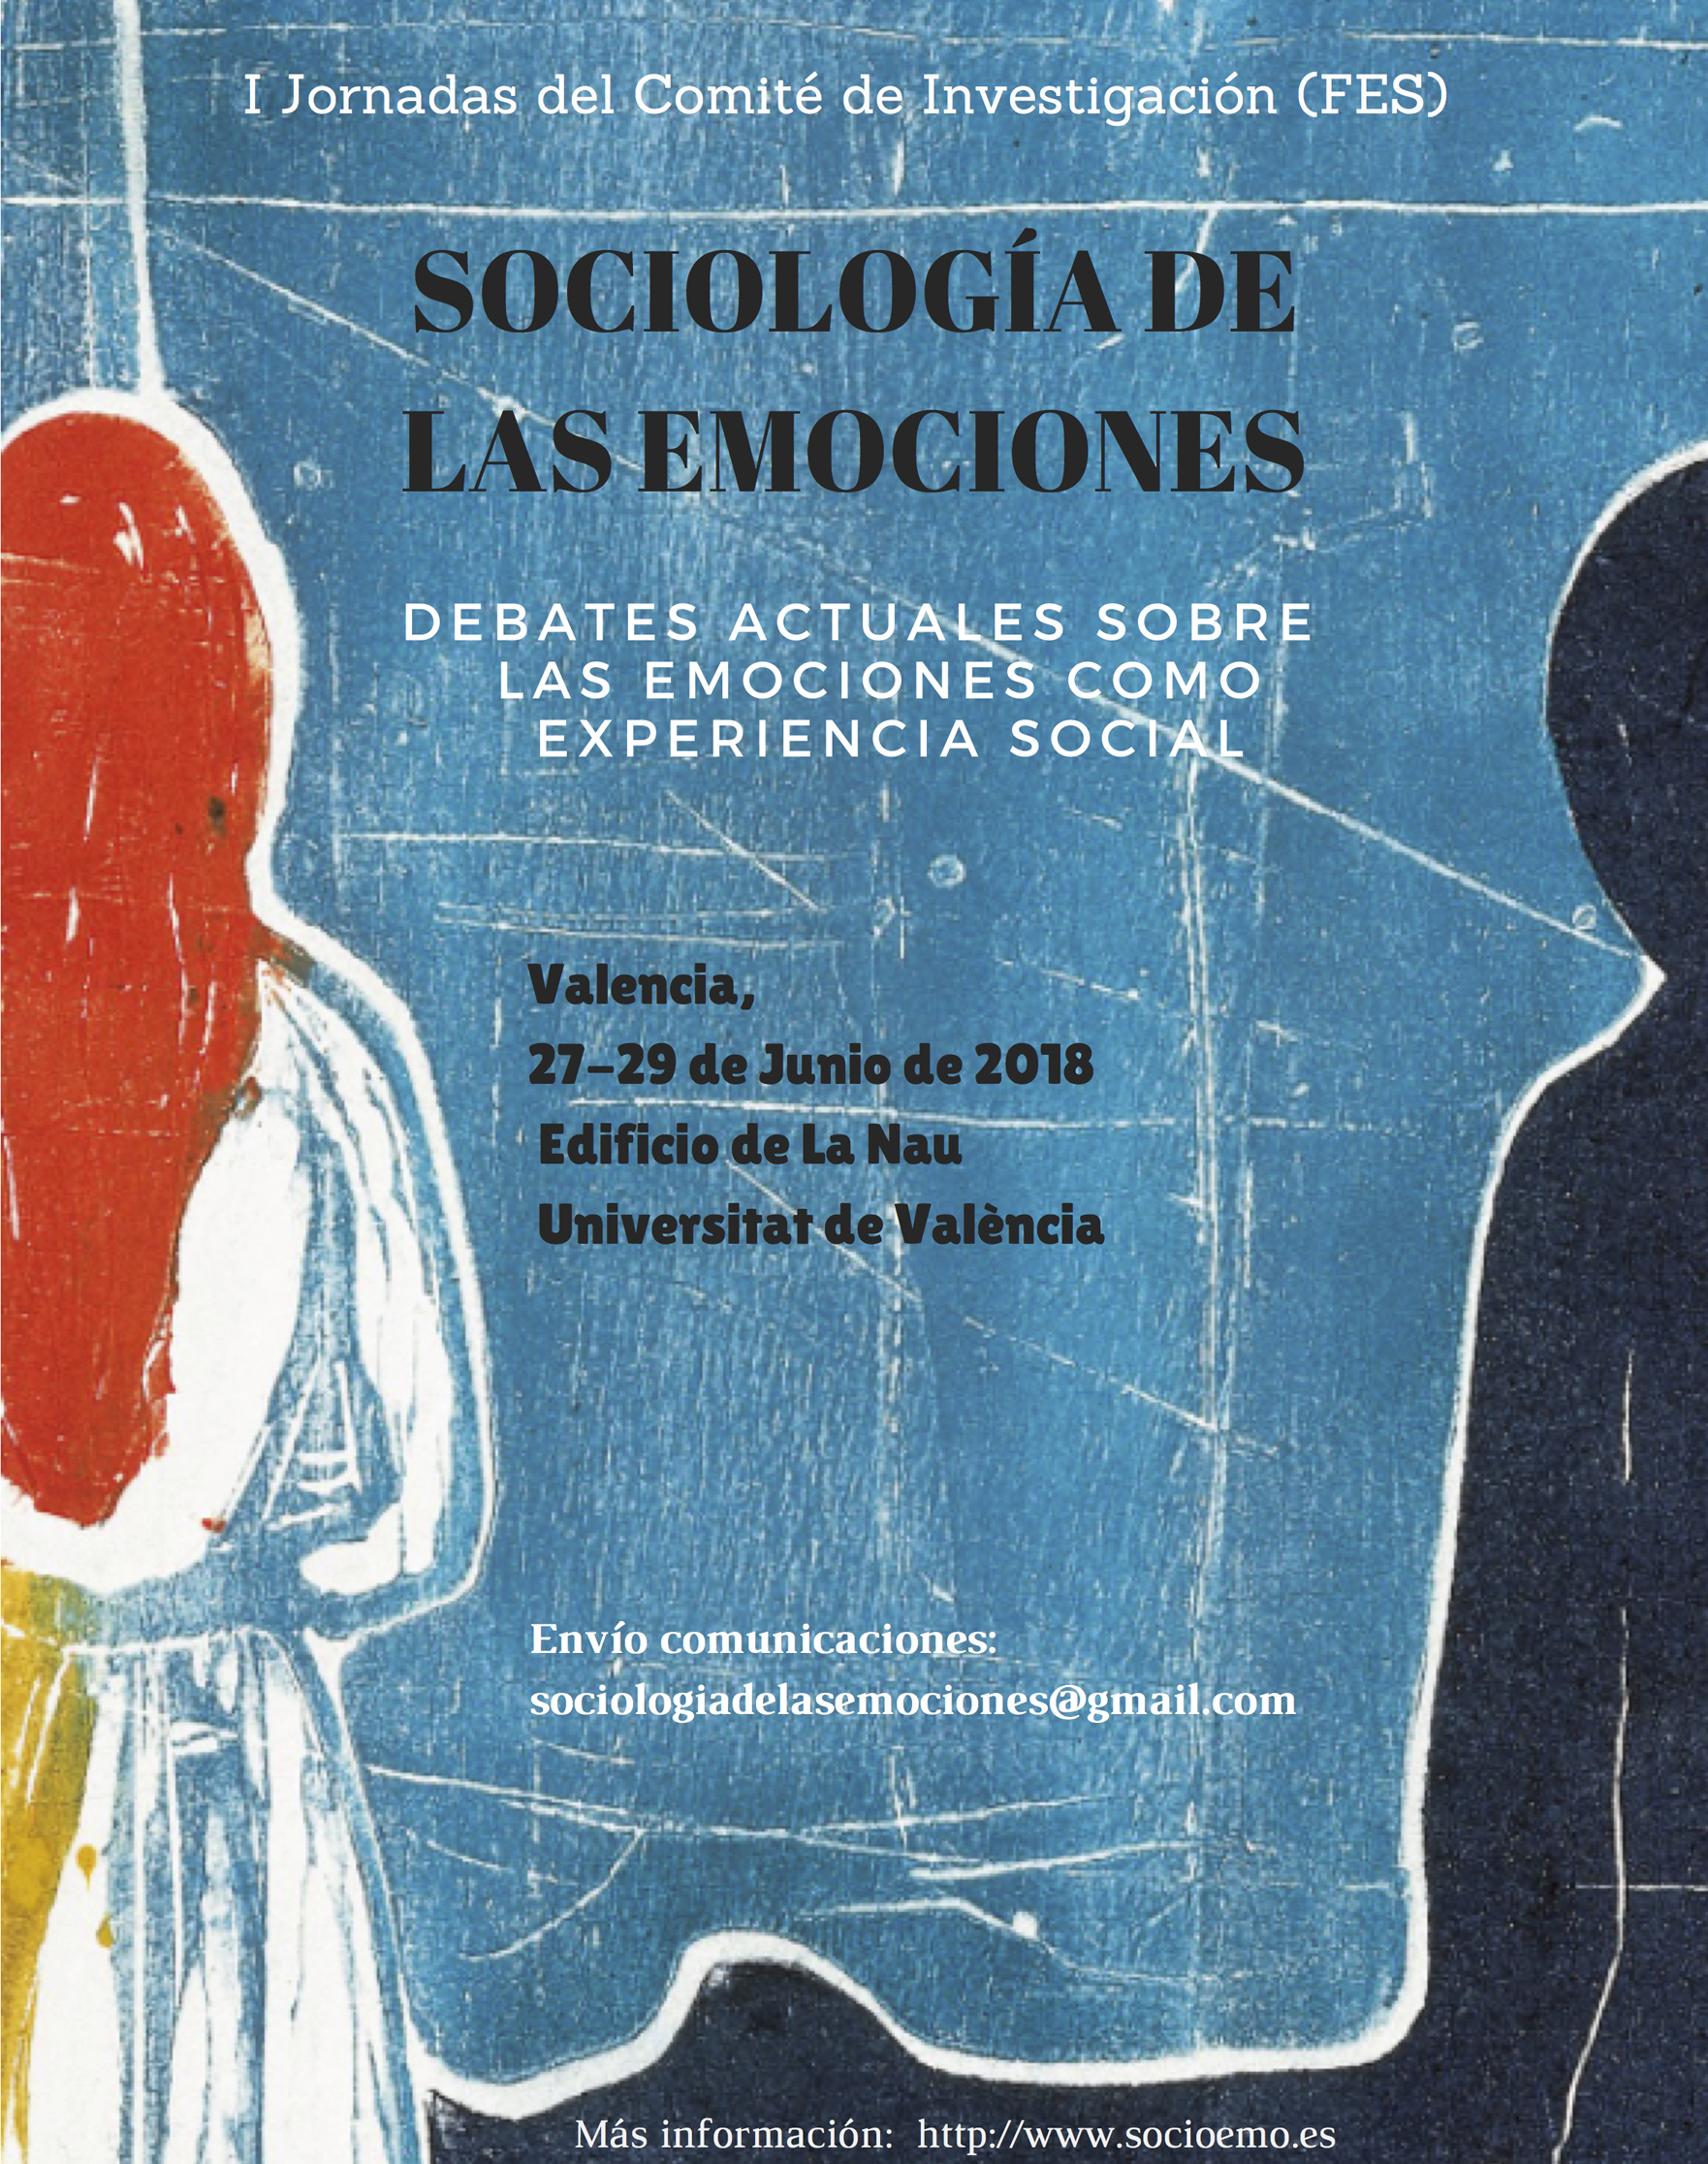 I Jornadas del Comité de Investigación (FES)
SOCIOLOGÍA DE
LAS EMOCIONES
DEBATES ACTUALES SOBRE
LAS EMOCIONES COMO
EXPERIENCIA SOCIAL
Valencia,
27-29 de Junio de 2018
Edificio de La Nau
Universitat de València
Envío comunicaciones:
sociologiadelasemociones@gmail.com
Más información: http://www.socioemo.es